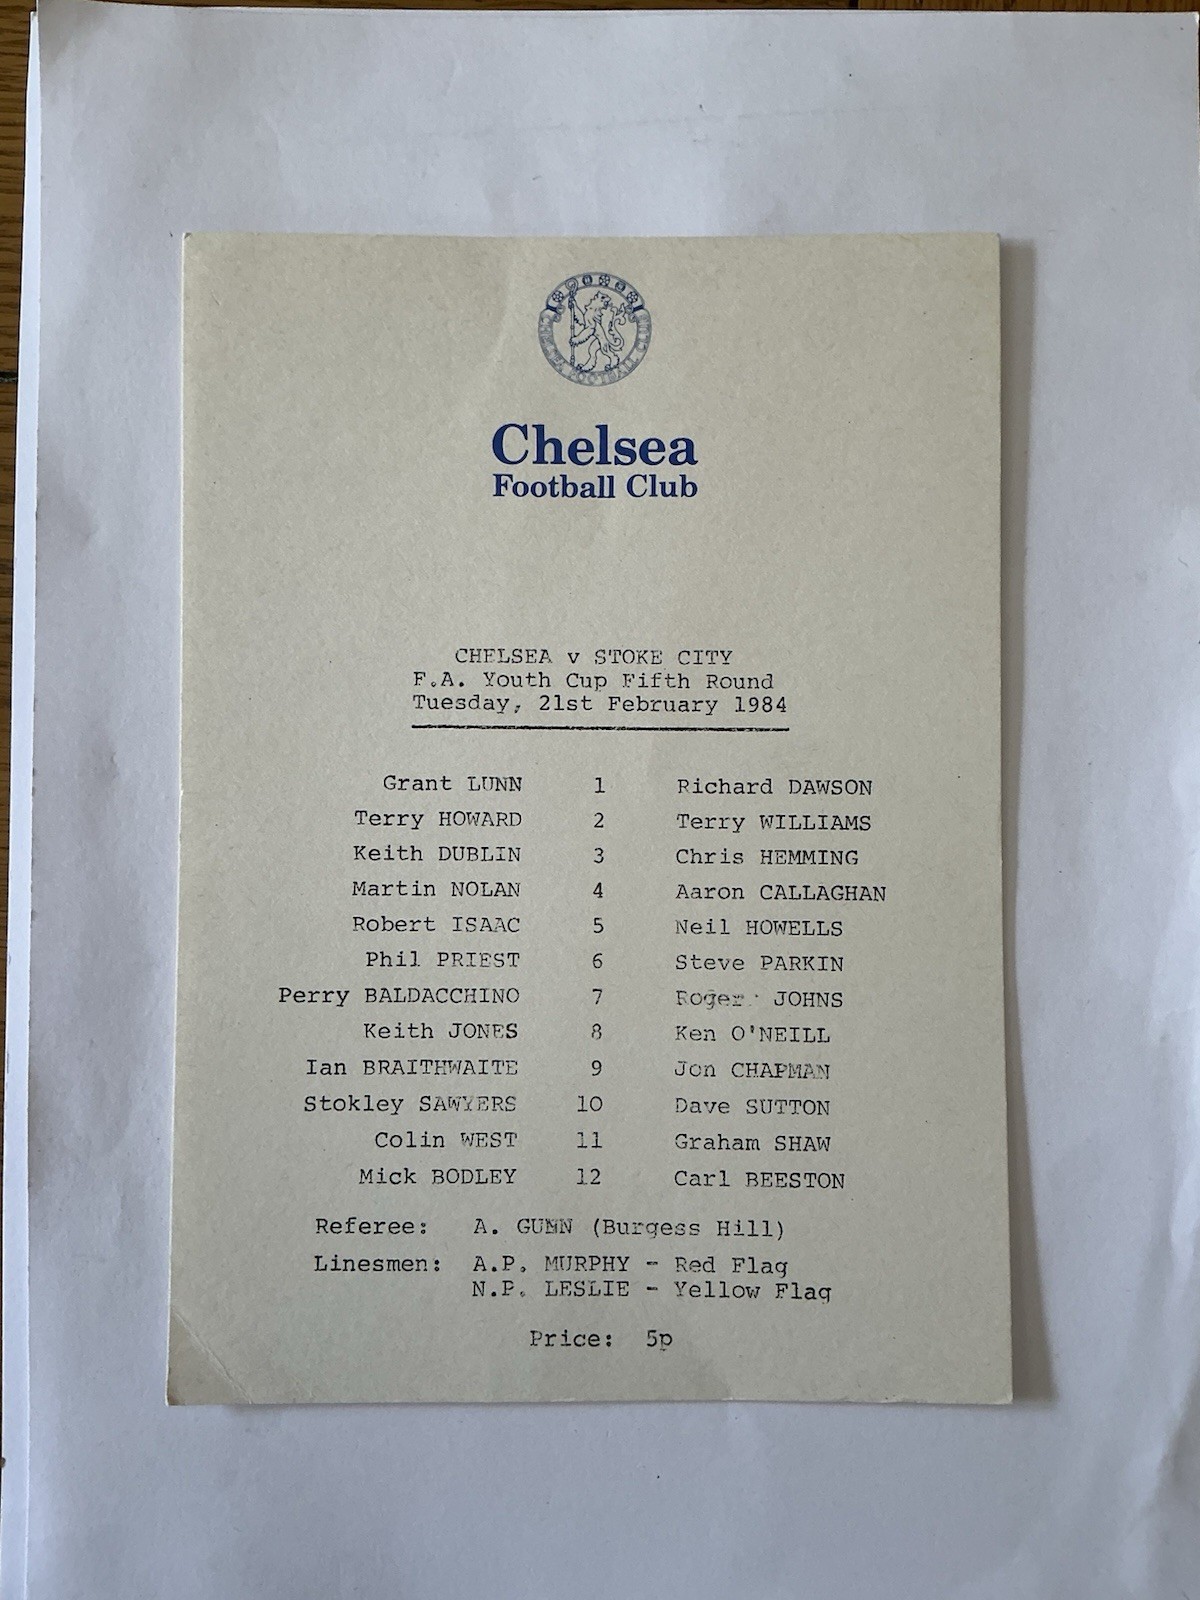 CHELSEA FOOTBALL CLUB
Chelsea
Football Club
CHELSEA v STOKE CITY
F.A. Youth Cup Fifth Round
Tuesday, 21st February 1984
Grant LUNN 1 Richard DAWSON
Terry HOWARD 2 Terry WILLIAMS
Keith DUBLIN 3 Chris HEMMING
Martin NOLAN 4 Aaron CALLAGHAN
Robert ISAAC 5 Neil HOWELLS
Phil PRIEST 6 Steve PARKIN
Perry BALDACCHINO 7 Roger JOHNS
Keith JONES 8 Ken O'NEILL
Ian BRAITHWAITE 9 Jon CHAPMAN
Stokley SAWYERS 10 Dave SUTTON
Colin WEST 11 Graham SHAW
Mick BODLEY 12 Carl BEESTON
Referee: A. GUNN (Burgess Hill)
Linesmen: A.P. MURPHY - Red Flag
N.P. LESLIE - Yellow Flag
Price: 5p